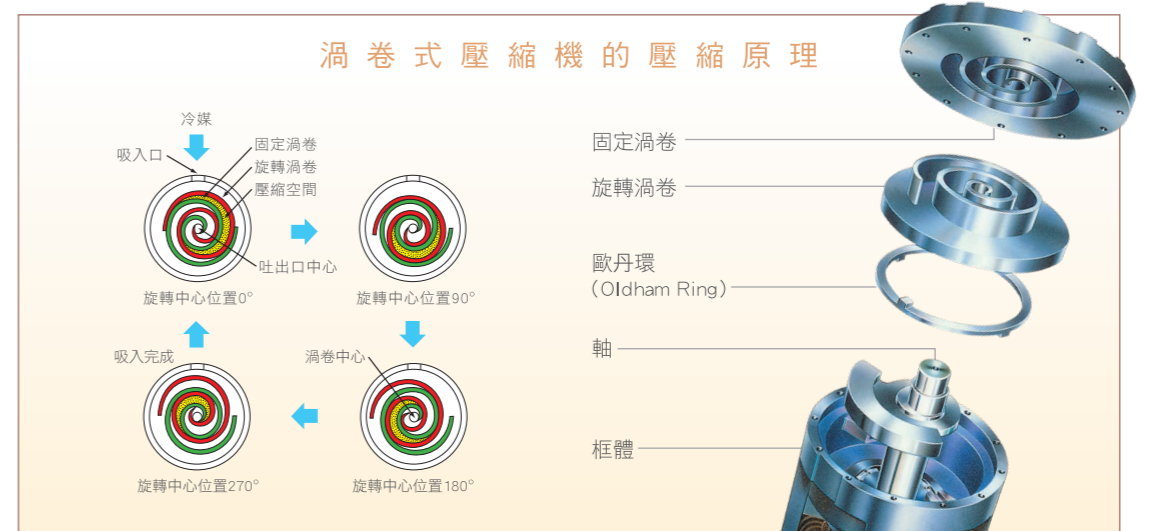 渦卷式壓縮機的壓縮原理
冷媒
吸入口
固定渦卷
旋轉渦卷
壓縮空間
吐出口中心
旋轉中心位置0°
旋轉中心位置90°
吸入完成
渦卷中心
旋轉中心位置270°
旋轉中心位置180°
固定渦卷
旋轉渦卷
歐丹環
(Oldham Ring)
軸
框體